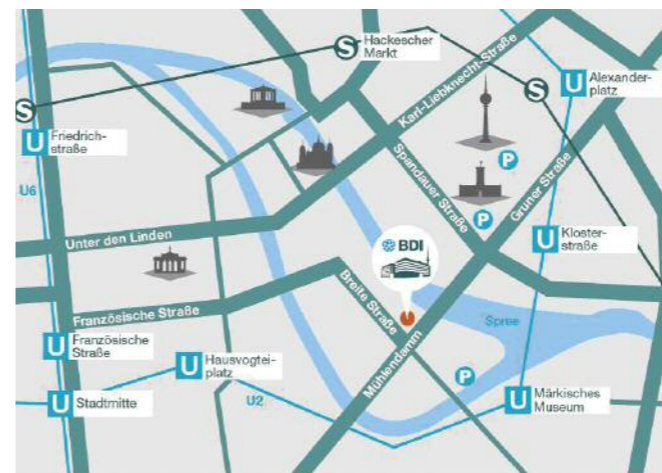 S
Hackescher
Markt
Karl-Liebknecht-Straße
S
U
Alexander-
platz
S
U
Friedrich-
straße
U6
P
Spandauer Straße
Gruner Straße
P
Unter den Linden
BDI
U
Kloster-
straße
Breite Straße
Französische Straße
Spree
U
Französische
Straße
Mühlendamm
U
Hausvogtei-
platz
P
U
Stadtmitte
U2
U
Märkisches
Museum